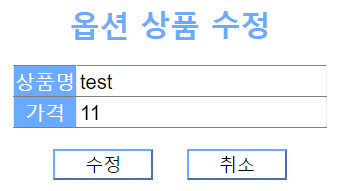 옵션 상품 수정
상품명 test
가격 11
수정 취소